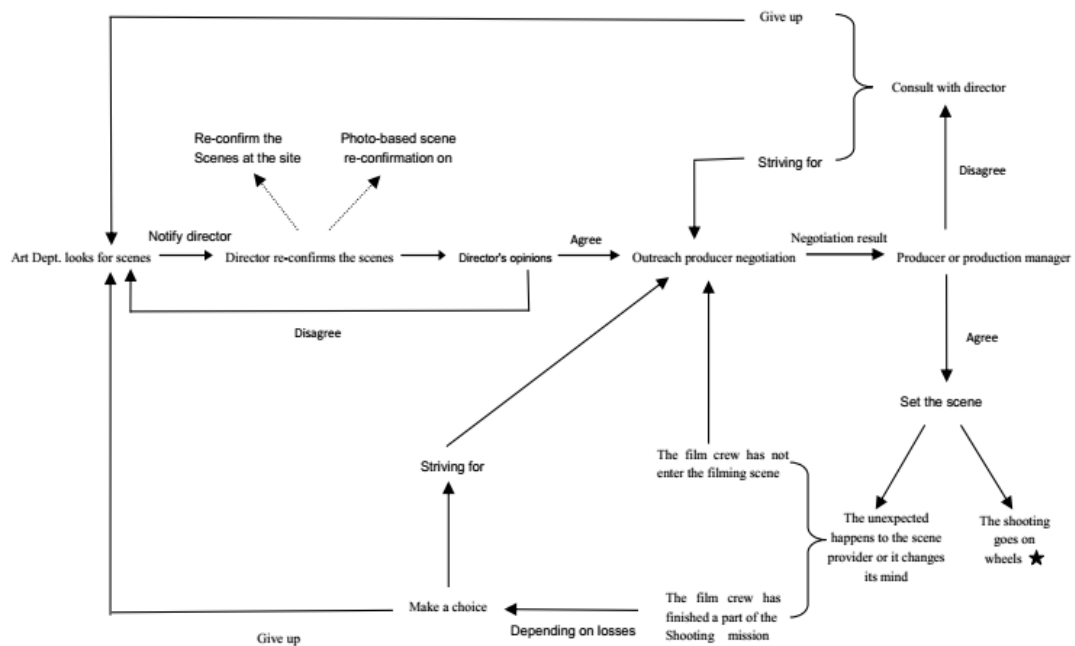 Give up
Consult with director
Re-confirm the
Scenes at the site
Photo-based scene
re-confirmation on
Striving for
Disagree
Notify director
Agree
Negotiation result
Art Dept. looks for scenes
Director re-confirms the scenes
Director's opinions
Outreach producer negotiation
Producer or production manager
Disagree
Agree
Set the scene
Striving for
The film crew has not
enter the filming scene
The unexpected
happens to the scene
provider or it changes
its mind
The shooting
goes on
wheels ★
Make a choice
Depending on losses
The film crew has
finished a part of the
Shooting mission
Give up